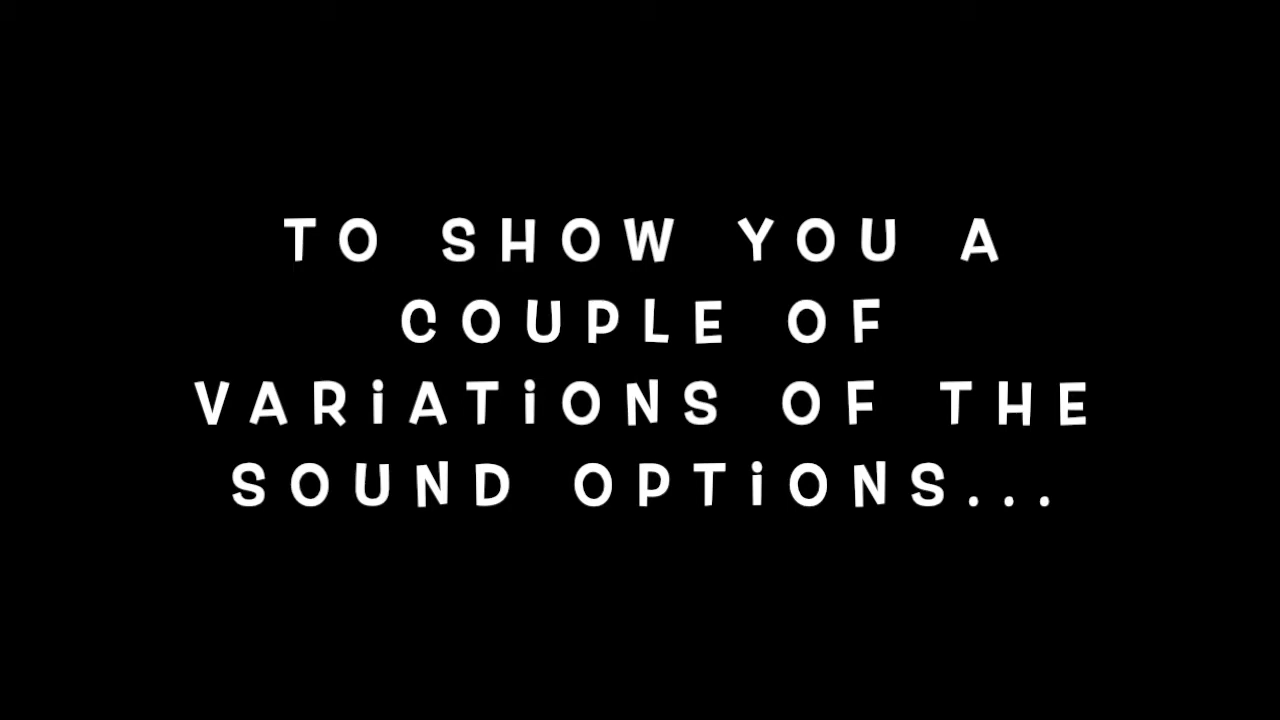 TO SHOW YOU A
COUPLE OF
VARiATiONS OF THE
SOUND OPTiONS...